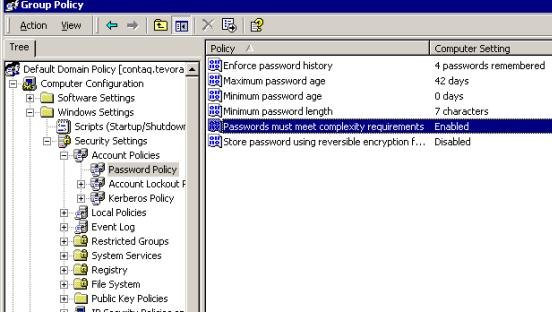 Group Policy
Action View
Tree
Policy Computer Setting
Default Domain Policy [contaq.tevora
Computer Configuration
Software Settings
Windows Settings
Scripts (Startup/Shutdown
Security Settings
Account Policies
Password Policy
Account Lockout P
Kerberos Policy
Local Policies
Event Log
Restricted Groups
System Services
Registry
File System
Public Key Policies
Enforce password history 4 passwords remembered
Maximum password age 42 days
Minimum password age 0 days
Minimum password length 7 characters
Passwords must meet complexity requirements Enabled
Store password using reversible encryption f... Disabled